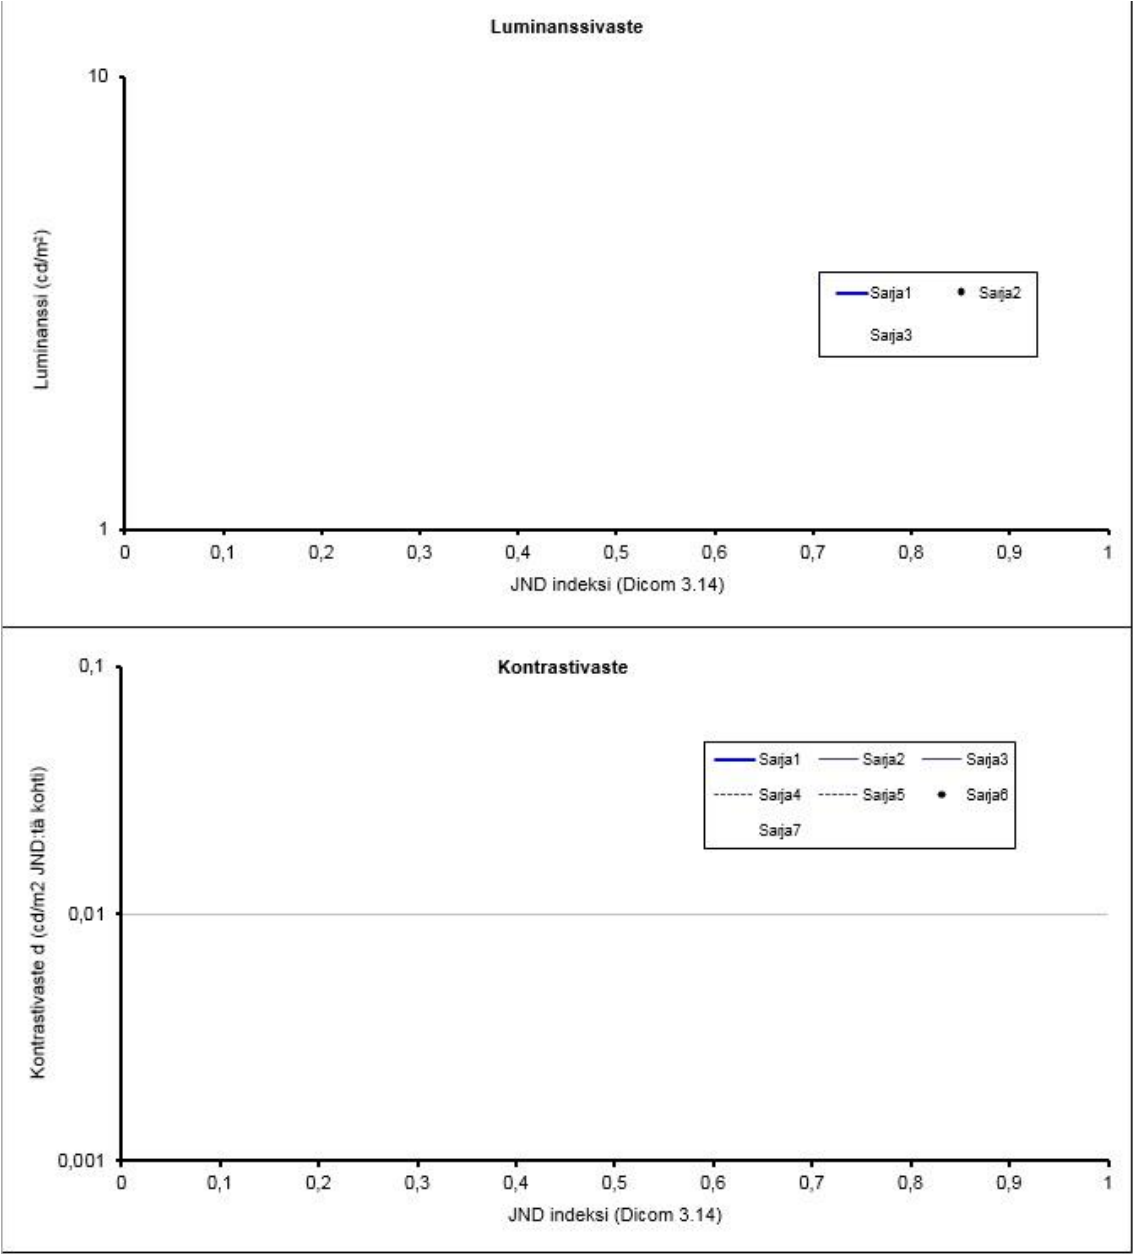 Luminanssivaste
10
Luminanssi (cd/m²)
Sarja1 Sarja2
Sarja3
1
0 0,1 0,2 0,3 0,4 0,5 0,6 0,7 0,8 0,9 1
JND indeksi (Dicom 3.14)
Kontrastivaste
0,1
Kontrastivaste d (cd/m2 JND:tä kohti)
Sarja1 Sarja2 Sarja3
Sarja4 Sarja5 Sarja6
Sarja7
0,01
0,001
0 0,1 0,2 0,3 0,4 0,5 0,6 0,7 0,8 0,9 1
JND indeksi (Dicom 3.14)